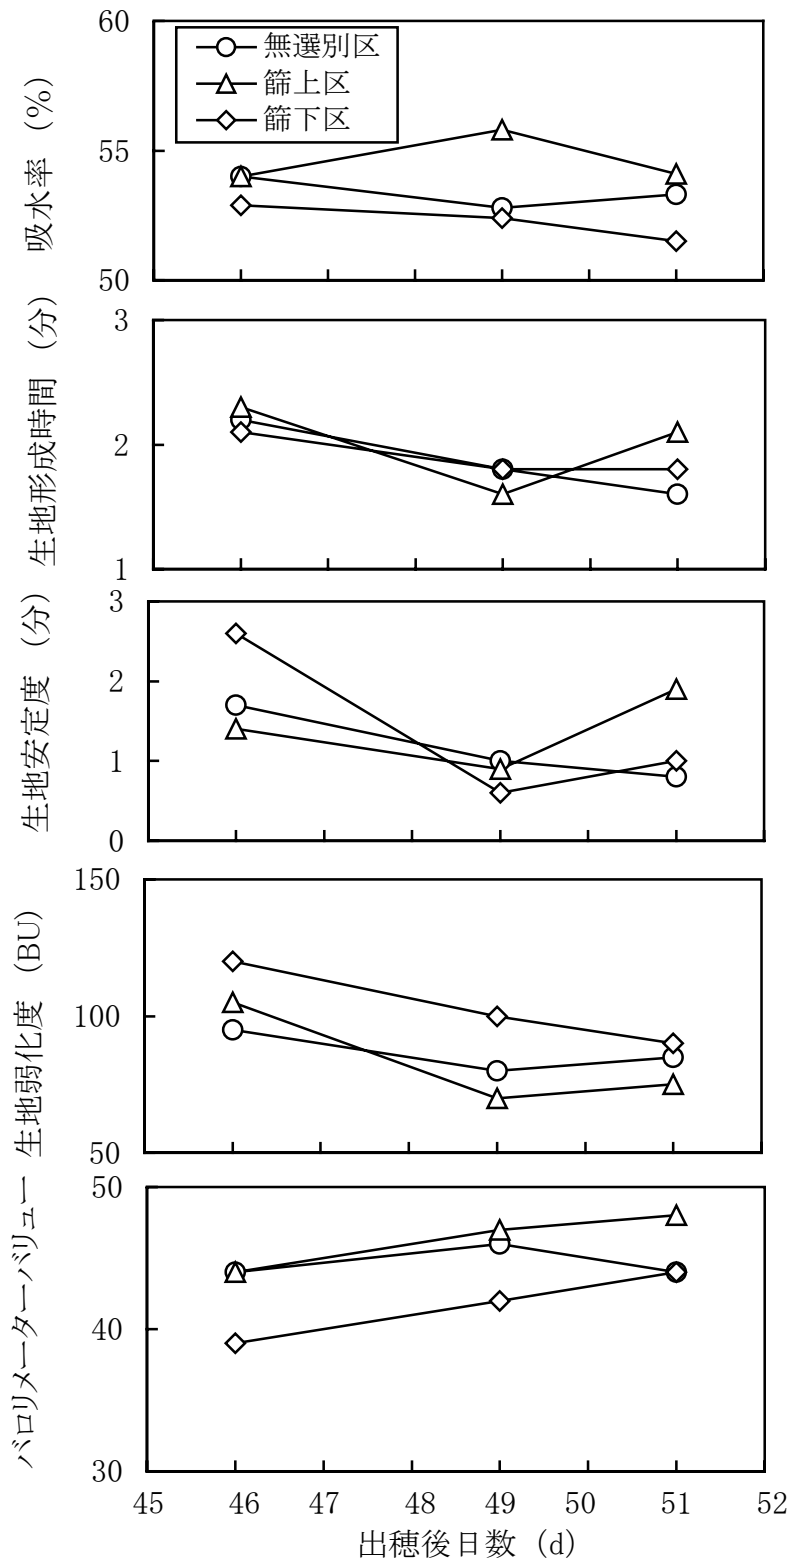 60
55
50
吸水率 (%)
無選別区
篩上区
篩下区
3
2
1
生地形成時間 (分)
3
2
1
0
生地安定度 (分)
150
100
50
生地弱化度 (BU)
50
40
30
バロリメーターバリュー
45 46 47 48 49 50 51 52
出穂後日数 (d)